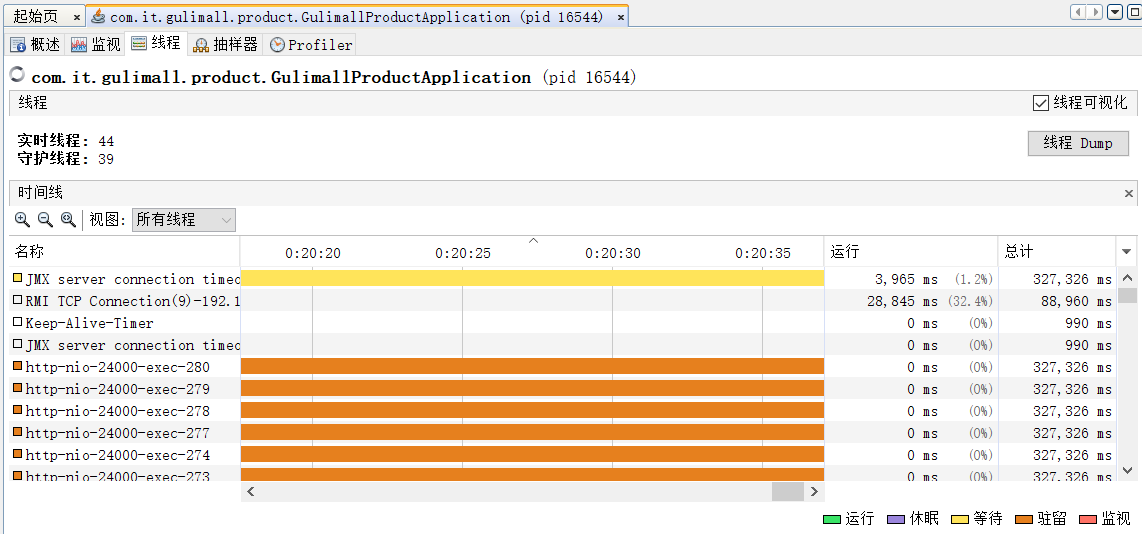 起始页 × com.it.gulimall.product.GulimallProductApplication (pid 16544) ×
概述 监视 线程 抽样器 Profiler
com.it.gulimall.product.GulimallProductApplication (pid 16544)
线程 线程可视化
实时线程: 44
守护线程: 39
线程 Dump
时间线 ×
视图: 所有线程
名称 0:20:20 0:20:25 0:20:30 0:20:35 运行 总计
JMX server connection timeo 3,965 ms (1.2%) 327,326 ms
RMI TCP Connection(9)-192.1 28,845 ms (32.4%) 88,960 ms
Keep-Alive-Timer 0 ms (0%) 990 ms
JMX server connection timeo 0 ms (0%) 990 ms
http-nio-24000-exec-280 0 ms (0%) 327,326 ms
http-nio-24000-exec-279 0 ms (0%) 327,326 ms
http-nio-24000-exec-278 0 ms (0%) 327,326 ms
http-nio-24000-exec-277 0 ms (0%) 327,326 ms
http-nio-24000-exec-274 0 ms (0%) 327,326 ms
http-nio-24000-exec-273 0 ms (0%) 327,326 ms
运行 休眠 等待 驻留 监视